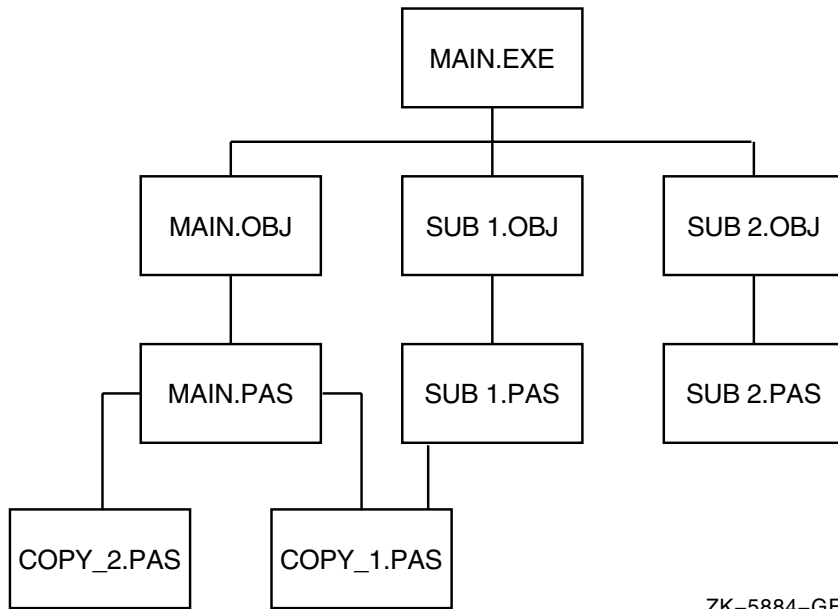 MAIN.EXE
MAIN.OBJ
SUB 1.OBJ
SUB 2.OBJ
MAIN.PAS
SUB 1.PAS
SUB 2.PAS
COPY_2.PAS
COPY_1.PAS